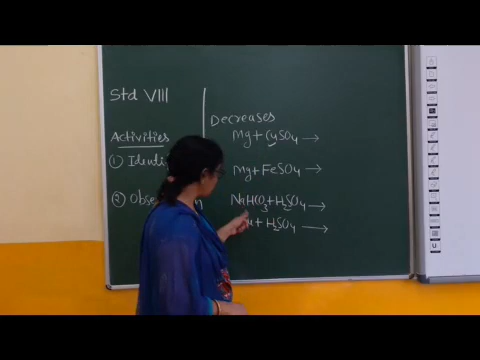 Std VIII
Activities
① Identi
② Obse n
Decreases
Mg + CuSO4 →
Mg + FeSO4 →
NaHCO3 + H2SO4 →
+ H2SO4 →